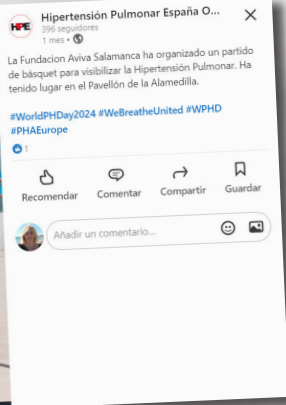 HPE
Hipertensión Pulmonar España O...
396 seguidores
1 mes •
La Fundacion Aviva Salamanca ha organizado un partido
de básquet para visibilizar la Hipertensión Pulmonar. Ha
tenido lugar en el Pavellón de la Alamedilla.
#WorldPHDay2024 #WeBreatheUnited #WPHD
#PHAEurope
1
Recomendar Comentar Compartir Guardar
Añadir un comentario...